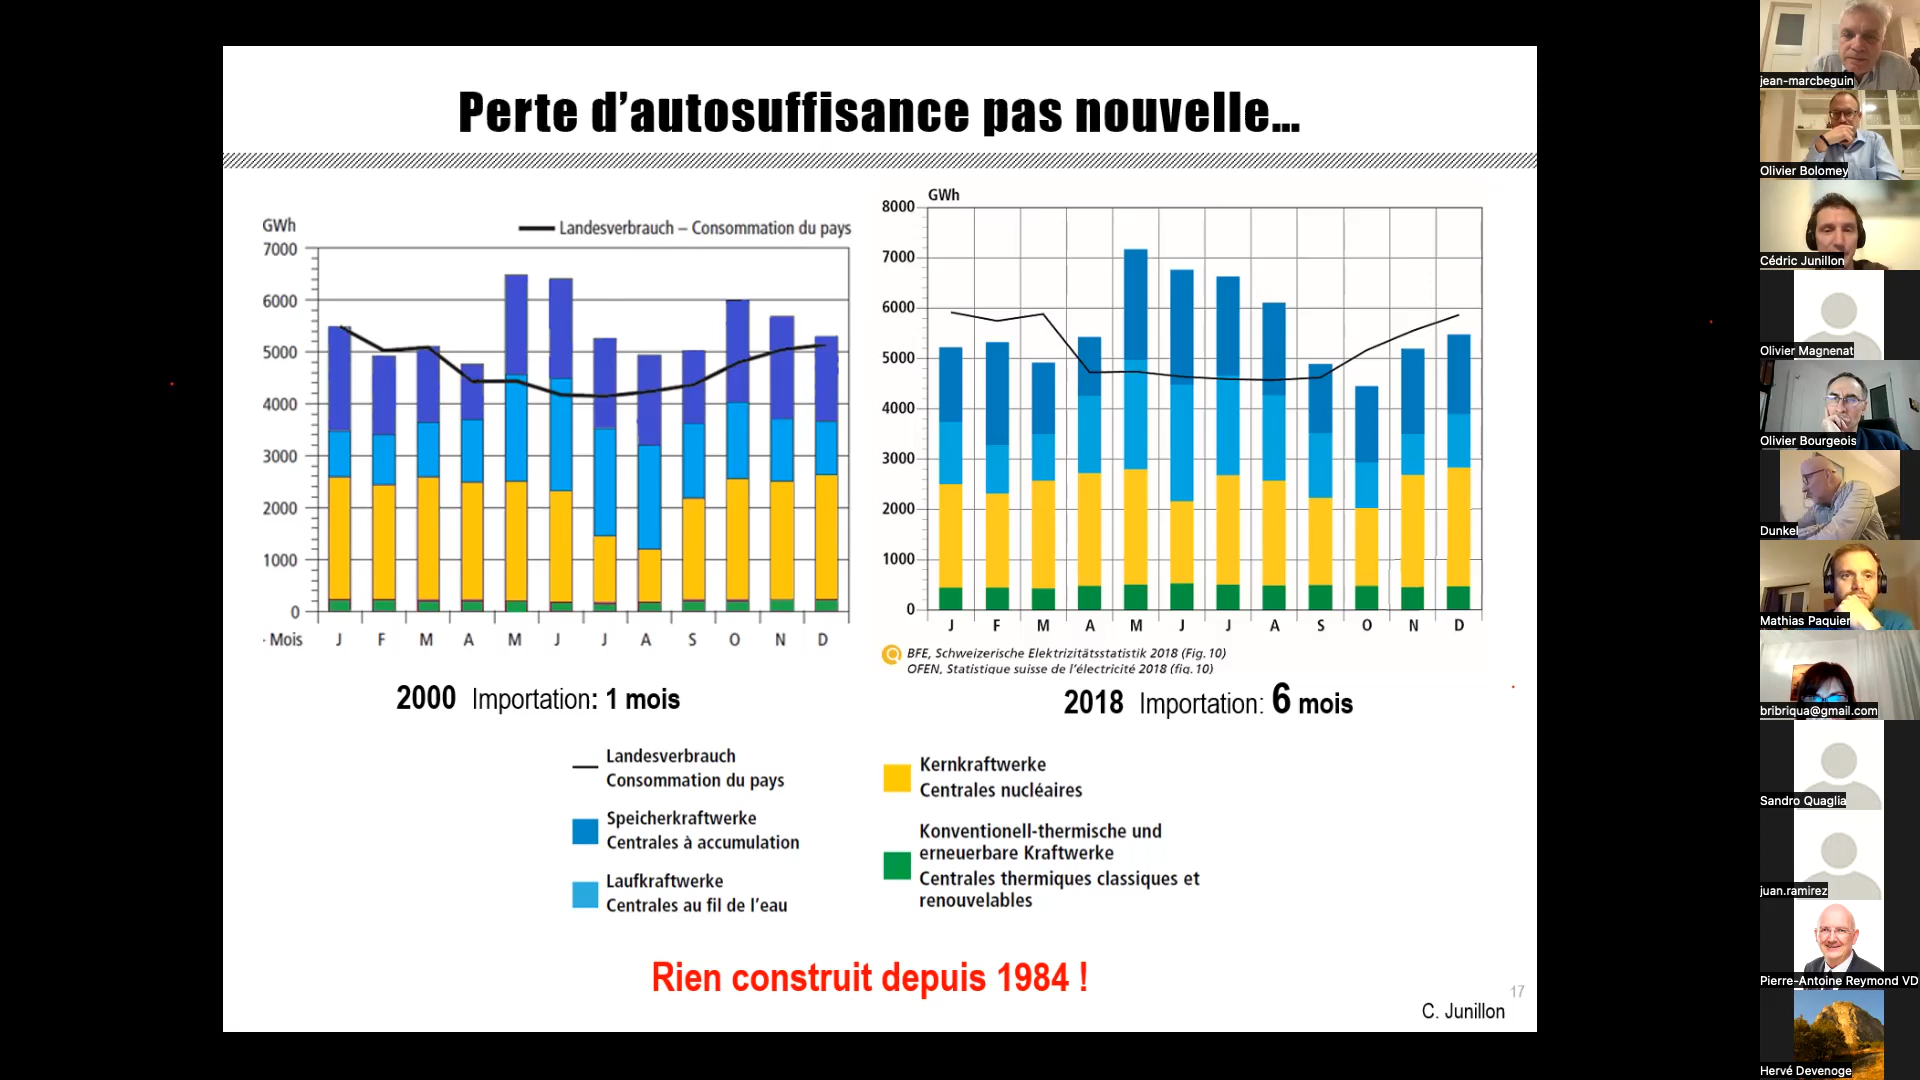 Perte d’autosuffisance pas nouvelle...
GWh
Landesverbrauch – Consommation du pays
7000
6000
5000
4000
3000
2000
1000
0
· Mois J F M A M J J A S O N D
GWh
8000
7000
6000
5000
4000
3000
2000
1000
0
J F M A M J J A S O N D
BFE, Schweizerische Elektrizitätsstatistik 2018 (Fig. 10)
OFEN, Statistique suisse de l’électricité 2018 (fig. 10)
2000 Importation: 1 mois
2018 Importation: 6 mois
Landesverbrauch
Consommation du pays
Speicherkraftwerke
Centrales à accumulation
Laufkraftwerke
Centrales au fil de l’eau
Kernkraftwerke
Centrales nucléaires
Konventionell-thermische und
erneuerbare Kraftwerke
Centrales thermiques classiques et
renouvelables
Rien construit depuis 1984 !
17
C. Junillon
jean-marcbeguin
Olivier Bolomey
Cédric Junillon
Olivier Magnenat
Olivier Bourgeois
Dunkel
Mathias Paquier
bribriqua@gmail.com
Sandro Quaglia
juan.ramirez
Pierre-Antoine Reymond VD
Hervé Devenoge